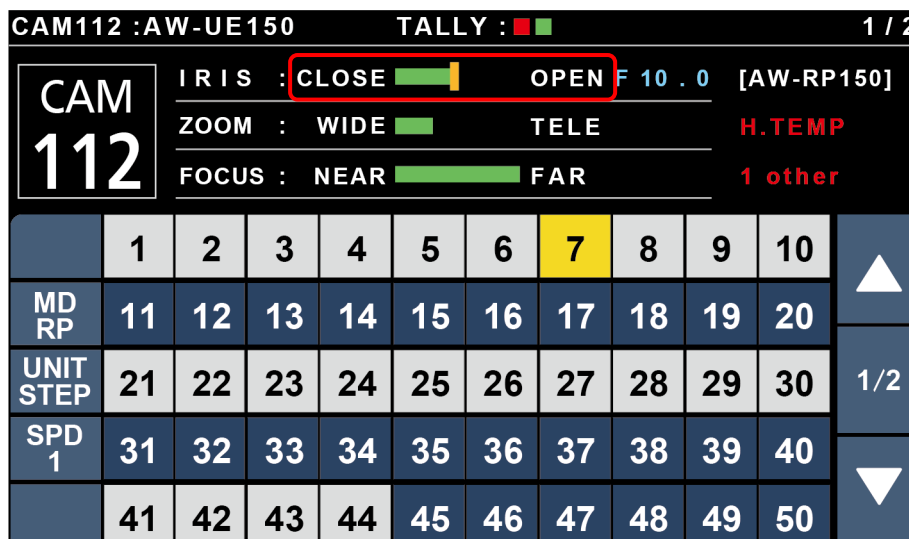 CAM112 :AW-UE150 TALLY : 1 / 2
CAM
112
IRIS : CLOSE OPEN F 10 . 0 [AW-RP150]
ZOOM : WIDE TELE H.TEMP
FOCUS : NEAR FAR 1 other
1 2 3 4 5 6 7 8 9 10
MD
RP
11 12 13 14 15 16 17 18 19 20
UNIT
STEP
21 22 23 24 25 26 27 28 29 30
1/2
SPD
1
31 32 33 34 35 36 37 38 39 40
41 42 43 44 45 46 47 48 49 50